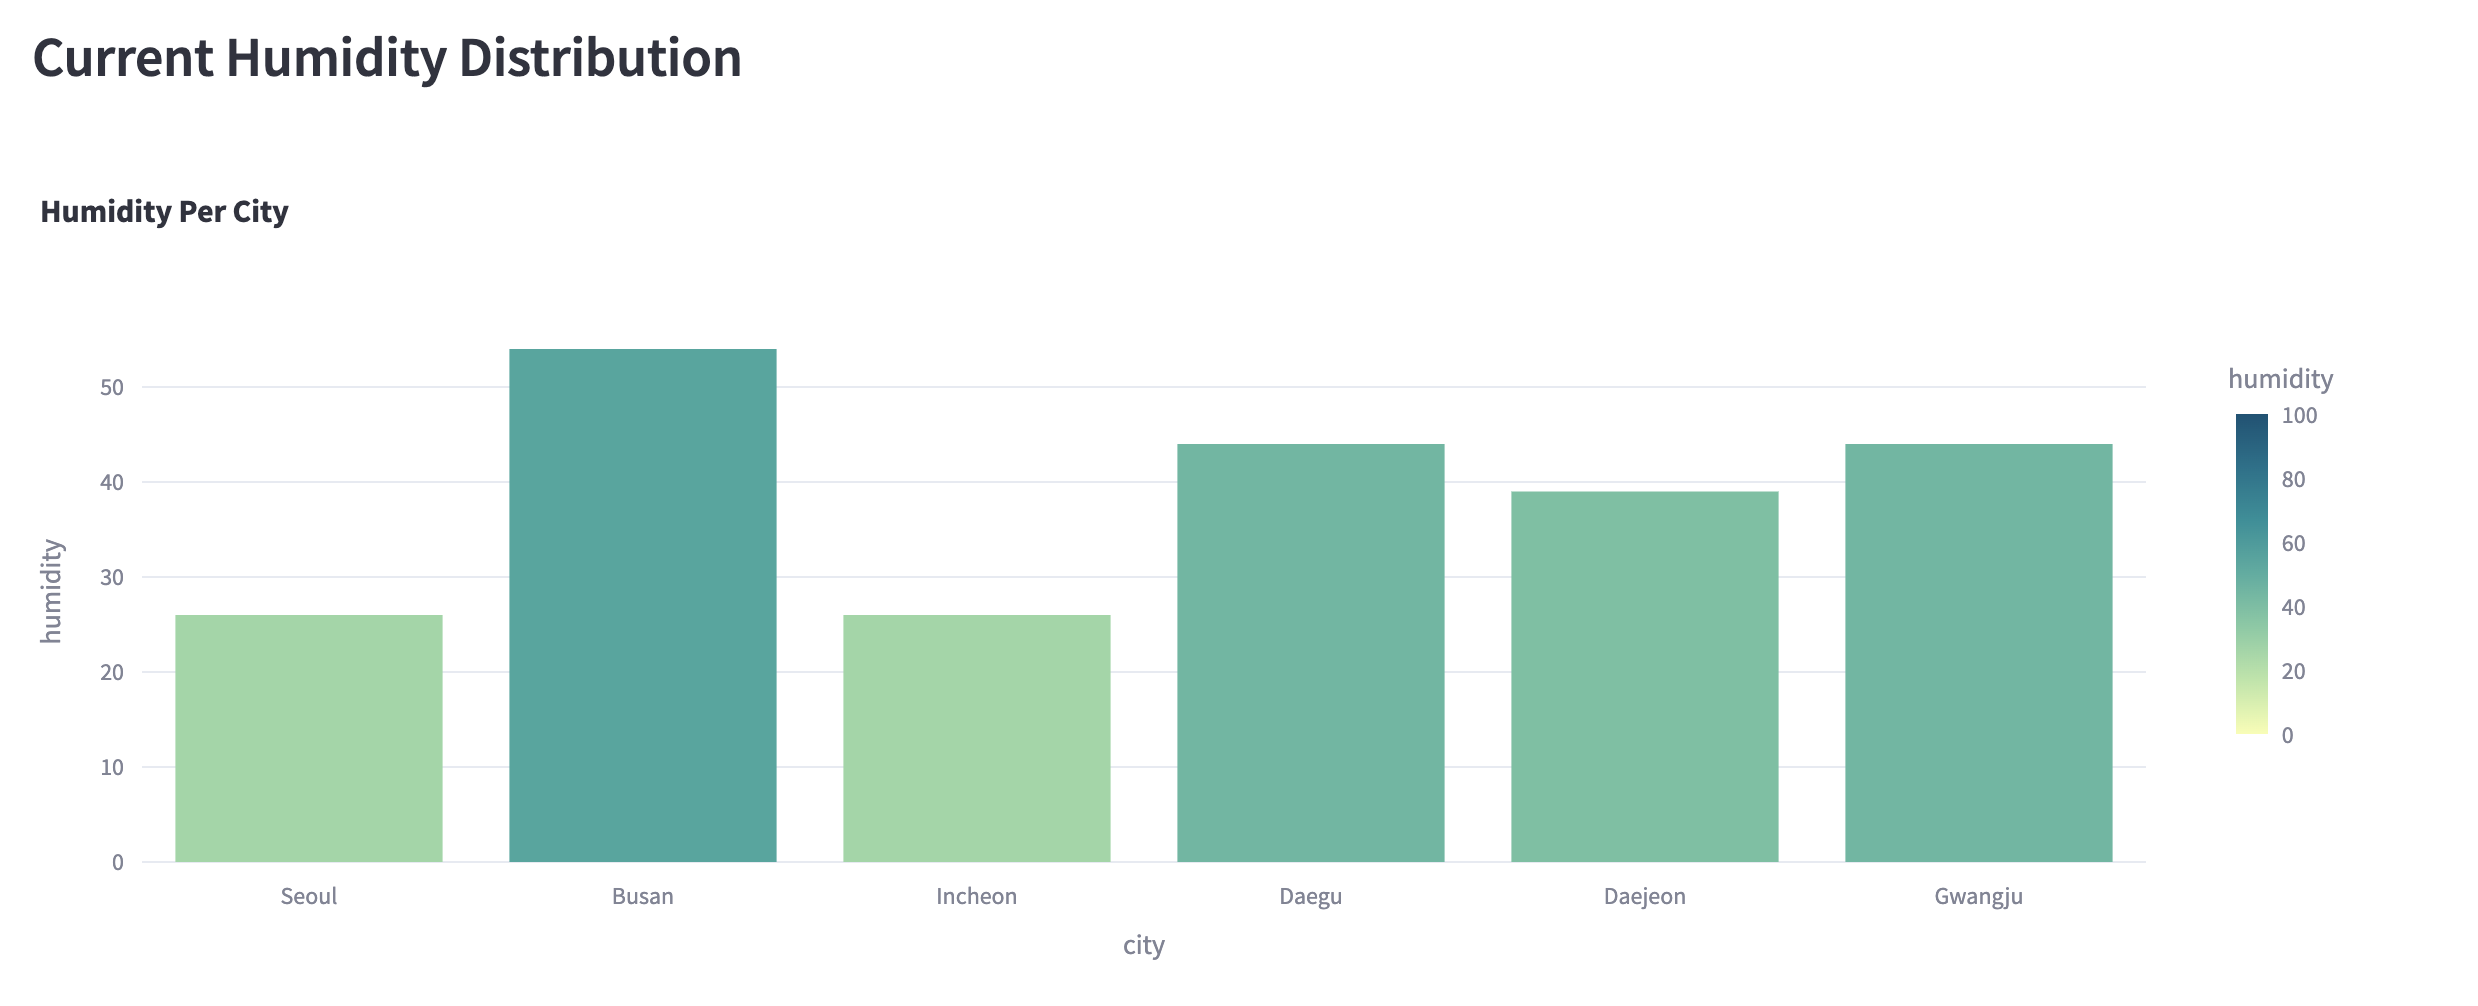 Current Humidity Distribution
Humidity Per City
humidity
50
40
30
20
10
0
Seoul Busan Incheon Daegu Daejeon Gwangju
city
humidity
100
80
60
40
20
0